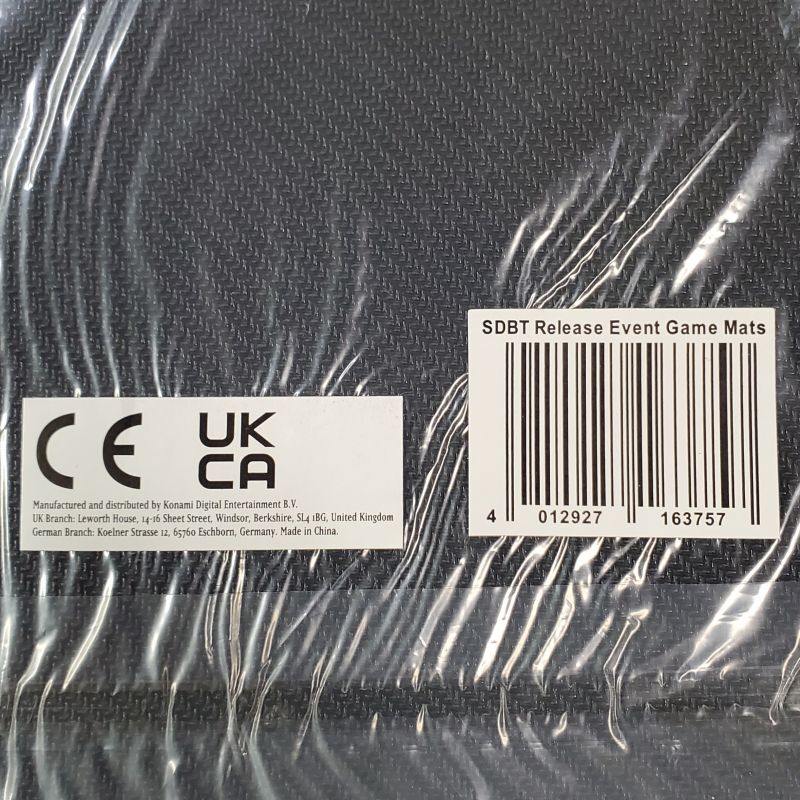 SDBT Release Event Game Mats
4 012927 163757
CE
UK
CA
Manufactured and distributed by Konami Digital Entertainment B.V.
UK Branch: Leworth House, 14-16 Sheet Street, Windsor, Berkshire, SL4 1BG, United Kingdom
German Branch: Koelner Strasse 12, 65760 Eschborn, Germany. Made in China.